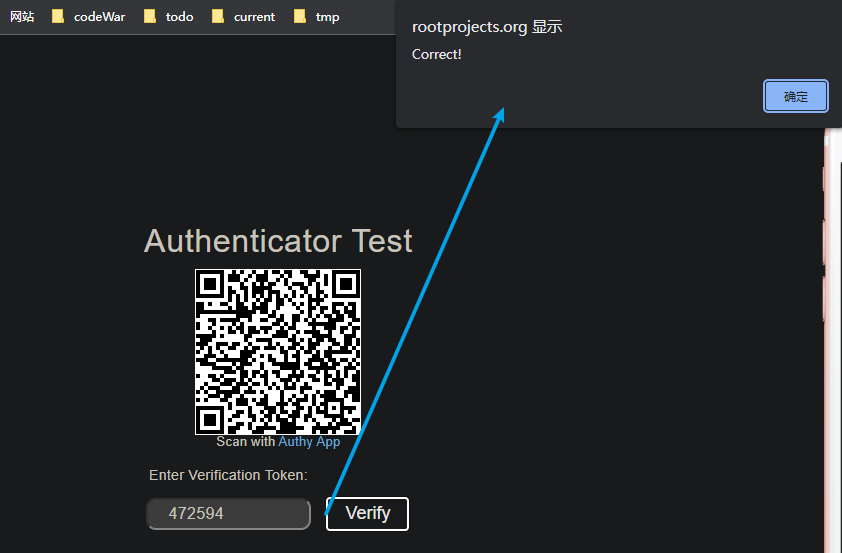 网站 codeWar todo current tmp
rootprojects.org 显示
Correct!
确定
Authenticator Test
Scan with Authy App
Enter Verification Token:
472594 Verify